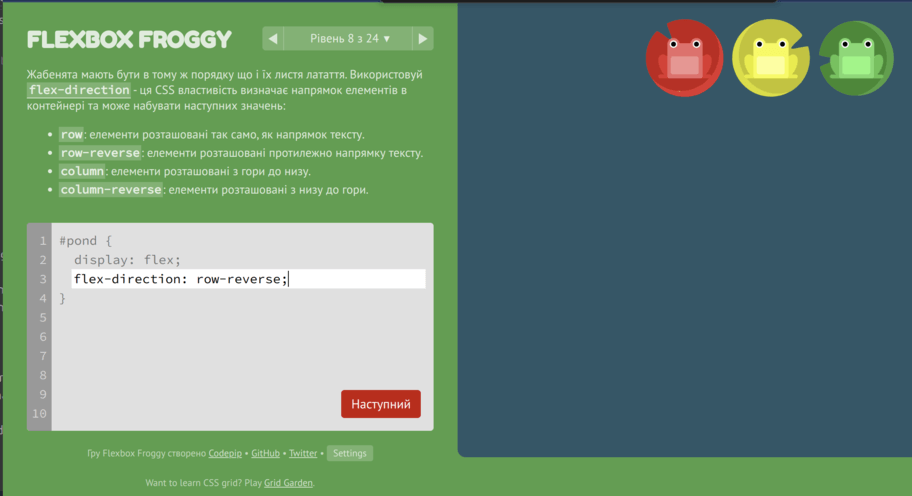 FLEXBOX FROGGY
◀ Рівень 8 з 24 ▾ ▶
Жабенята мають бути в тому ж порядку що і їх листя латаття. Використовуй
flex-direction - ця CSS властивість визначає напрямок елементів в
контейнері та може набувати наступних значень:
• row: елементи розташовані так само, як напрямок тексту.
• row-reverse: елементи розташовані протилежно напрямку тексту.
• column: елементи розташовані з гори до низу.
• column-reverse: елементи розташовані з низу до гори.
1 #pond {
2 display: flex;
3 flex-direction: row-reverse;
4 }
5
6
7
8
9
10
Наступний
Гру Flexbox Froggy створено Codepip • GitHub • Twitter • Settings
Want to learn CSS grid? Play Grid Garden.